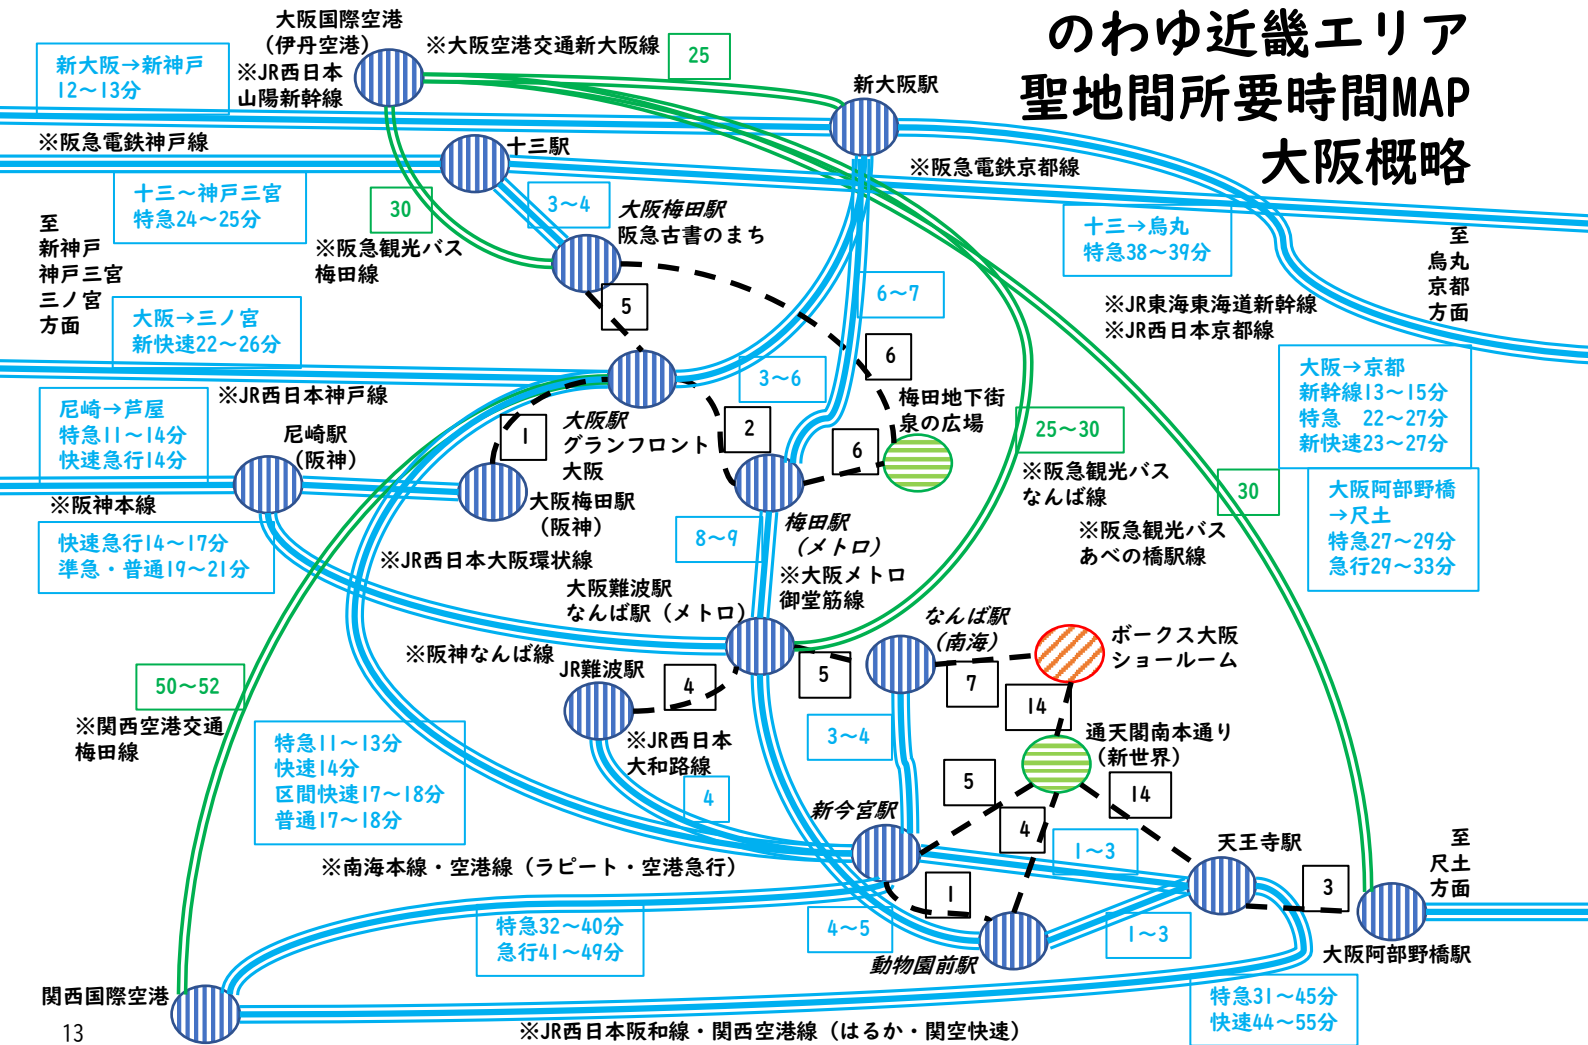 のわゆ近畿エリア
聖地間所要時間MAP
大阪概略
大阪国際空港
(伊丹空港)
※大阪空港交通新大阪線
25
新大阪→新神戸
12～13分
※JR西日本
山陽新幹線
新大阪駅
※阪急電鉄神戸線
十三駅
※阪急電鉄京都線
十三～神戸三宮
特急24～25分
30
3～4
大阪梅田駅
阪急古書のまち
十三→烏丸
特急38～39分
至
新神戸
神戸三宮
三ノ宮
方面
※阪急観光バス
梅田線
至
烏丸
京都
方面
5
6～7
※JR東海東海道新幹線
※JR西日本京都線
大阪→三ノ宮
新快速22～26分
6
3～6
大阪→京都
新幹線13～15分
特急　22～27分
新快速23～27分
※JR西日本神戸線
梅田地下街
泉の広場
尼崎→芦屋
特急11～14分
快速急行14分
尼崎駅
(阪神)
1
大阪駅
グランフロント
大阪
2
6
25～30
※阪急観光バス
なんば線
30
大阪阿部野橋
→尺土
特急27～29分
急行29～33分
※阪神本線
大阪梅田駅
(阪神)
梅田駅
(メトロ)
※阪急観光バス
あべの橋駅線
快速急行14～17分
準急・普通19～21分
8～9
※JR西日本大阪環状線
※大阪メトロ
御堂筋線
大阪難波駅
なんば駅(メトロ)
なんば駅
(南海)
ボークス大阪
ショールーム
※阪神なんば線
JR難波駅
4
5
7
14
50～52
※関西空港交通
梅田線
特急11～13分
快速14分
区間快速17～18分
普通17～18分
※JR西日本
大和路線
3～4
通天閣南本通り
(新世界)
4
5
14
新今宮駅
4
1～3
天王寺駅
至
尺土
方面
※南海本線・空港線(ラピート・空港急行)
1
3
特急32～40分
急行41～49分
4～5
1～3
動物園前駅
大阪阿部野橋駅
関西国際空港
特急31～45分
快速44～55分
※JR西日本阪和線・関西空港線(はるか・関空快速)
13